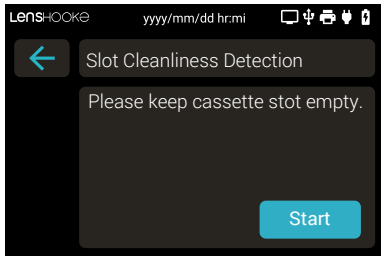 LENSHOOKE yyyy/mm/dd hr:mi
Slot Cleanliness Detection
Please keep cassette stot empty.
Start